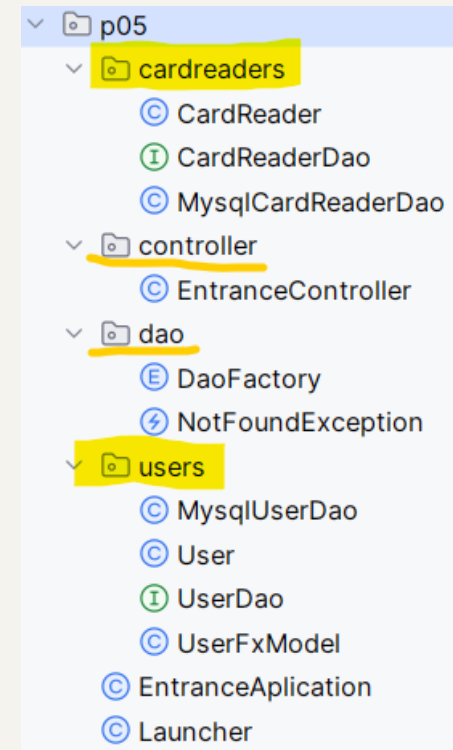 p05
cardreaders
CardReader
CardReaderDao
MysqlCardReaderDao
controller
EntranceController
dao
DaoFactory
NotFoundException
users
MysqlUserDao
User
UserDao
UserFxModel
EntranceAplication
Launcher